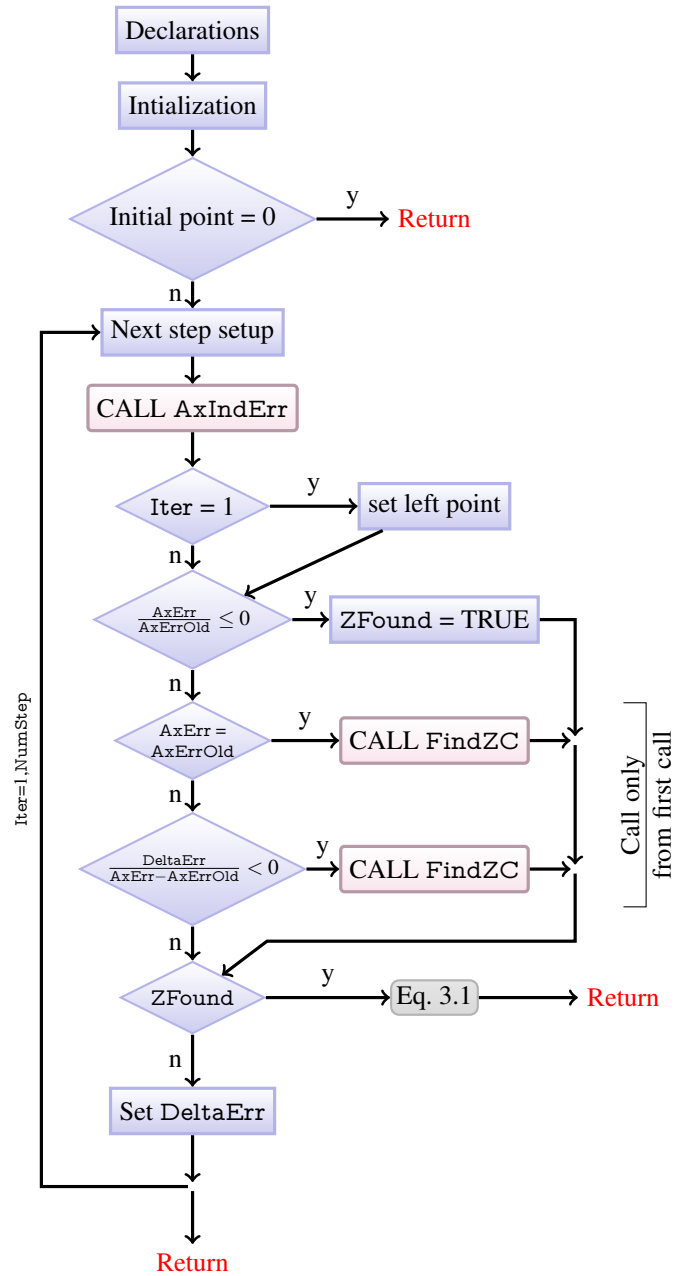 Declarations
Intialization
Initial point = 0
y
Return
n
Next step setup
CALL AxIndErr
Iter = 1
y
set left point
n
AxErr
AxErrOld
≤ 0
y
ZFound = TRUE
n
AxErr =
AxErrOld
y
CALL FindZC
n
DeltaErr
AxErr−AxErrOld
< 0
y
CALL FindZC
Call only
from first call
n
ZFound
y
Eq. 3.1
Return
n
Set DeltaErr
Iter=1,NumStep
Return